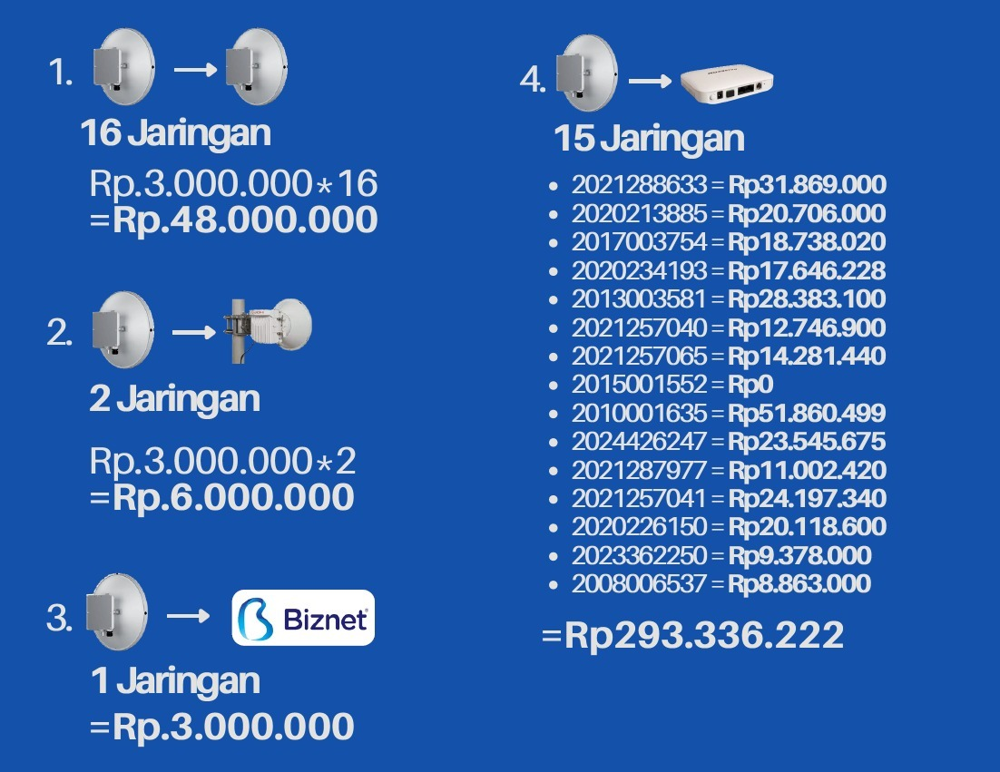 1.
16 Jaringan
Rp.3.000.000*16
=Rp.48.000.000
2.
2 Jaringan
Rp.3.000.000*2
=Rp.6.000.000
3.
Biznet
1 Jaringan
=Rp.3.000.000
4.
15 Jaringan
• 2021288633 = Rp31.869.000
• 2020213885 = Rp20.706.000
• 2017003754 = Rp18.738.020
• 2020234193 = Rp17.646.228
• 2013003581 = Rp28.383.100
• 2021257040 = Rp12.746.900
• 2021257065 = Rp14.281.440
• 2015001552 = Rp0
• 2010001635 = Rp51.860.499
• 2024426247 = Rp23.545.675
• 2021287977 = Rp11.002.420
• 2021257041 = Rp24.197.340
• 2020226150 = Rp20.118.600
• 2023362250 = Rp9.378.000
• 2008006537 = Rp8.863.000
=Rp293.336.222